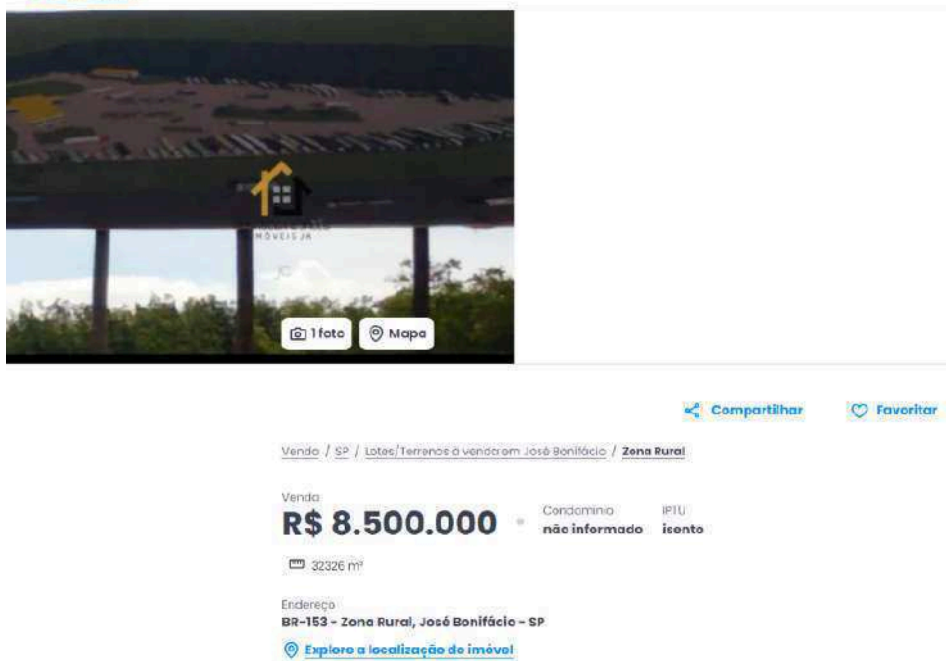 IMÓVEIS JA
1 foto
Mapa
Compartilhar
Favoritar
Venda / SP / Lotes/Terrenos à venda em José Bonifácio / Zona Rural
Venda
R$ 8.500.000
Condomínio
não informado
IPTU
isento
32326 m²
Endereço
BR-153 - Zona Rural, José Bonifácio - SP
Explore a localização do imóvel